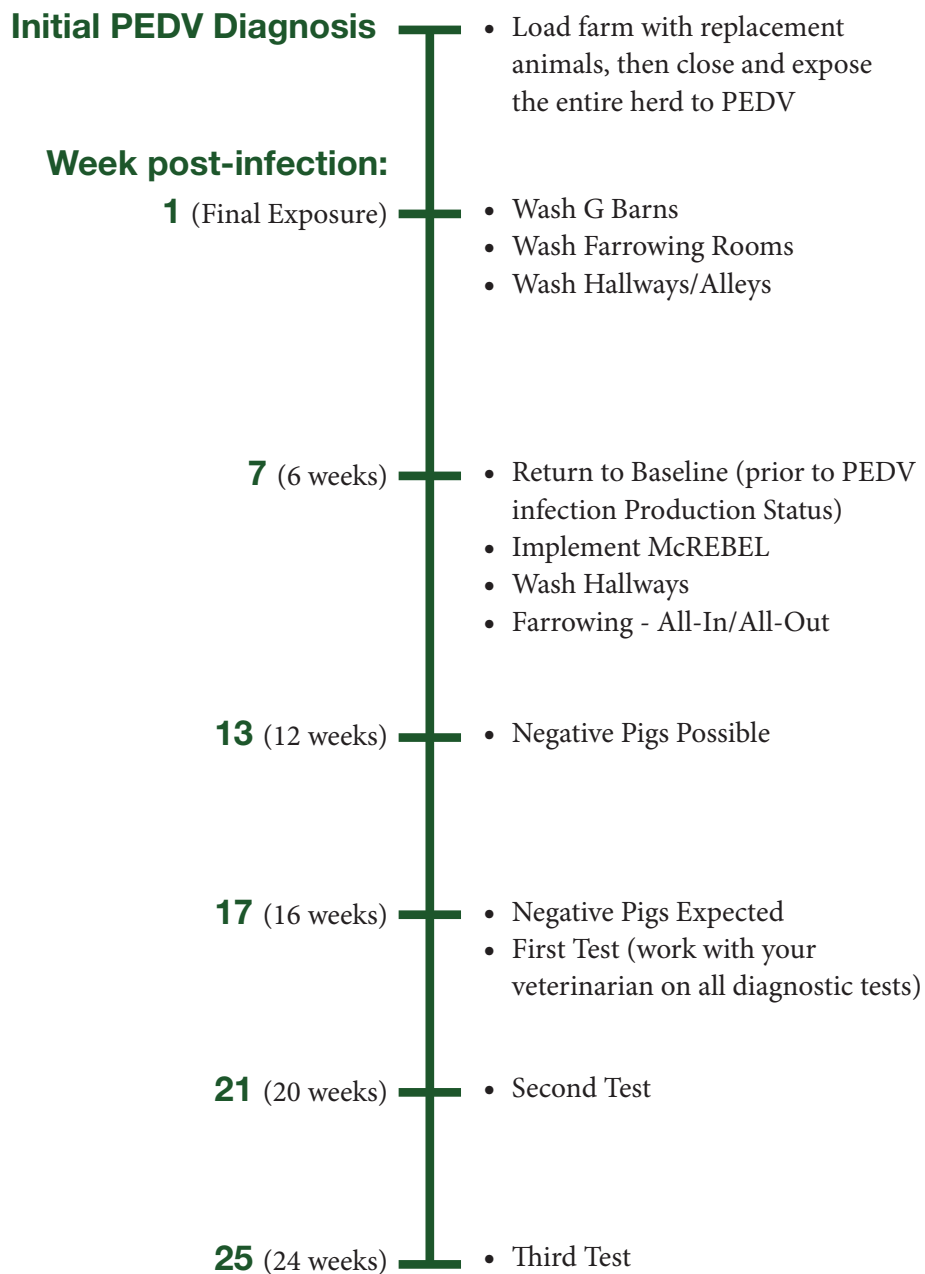 Initial PEDV Diagnosis
• Load farm with replacement
animals, then close and expose
the entire herd to PEDV
Week post-infection:
1 (Final Exposure)
• Wash G Barns
• Wash Farrowing Rooms
• Wash Hallways/Alleys
7 (6 weeks)
• Return to Baseline (prior to PEDV
infection Production Status)
• Implement McREBEL
• Wash Hallways
• Farrowing - All-In/All-Out
13 (12 weeks)
• Negative Pigs Possible
17 (16 weeks)
• Negative Pigs Expected
• First Test (work with your
veterinarian on all diagnostic tests)
21 (20 weeks)
• Second Test
25 (24 weeks)
• Third Test